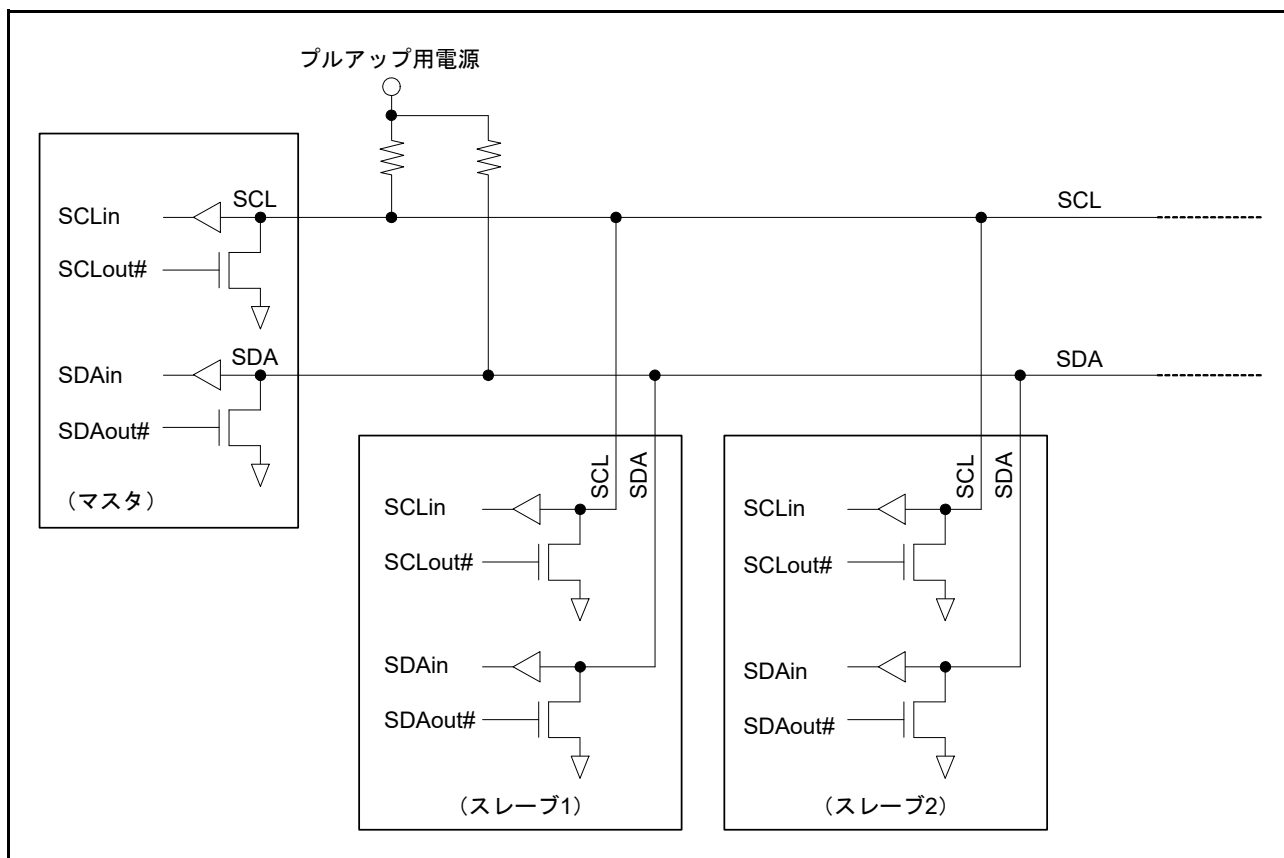 プルアップ用電源
SCL
SCLin
SCLout#
SDA
SDAin
SDAout#
（マスタ）
SCL
SDA
SCL
SDA
SCLin
SCLout#
SDAin
SDAout#
（スレーブ1）
SCL
SDA
SCLin
SCLout#
SDAin
SDAout#
（スレーブ2）